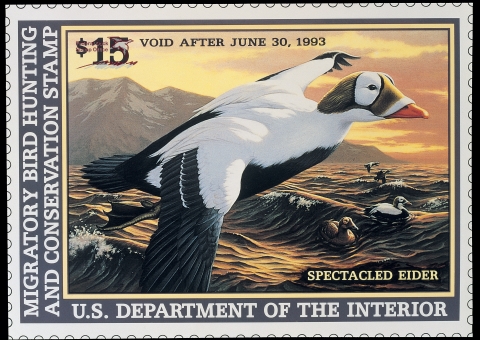 $15
VOID AFTER JUNE 30, 1993
MIGRATORY BIRD HUNTING
AND CONSERVATION STAMP
SPECTACLED EIDER
U.S. DEPARTMENT OF THE INTERIOR